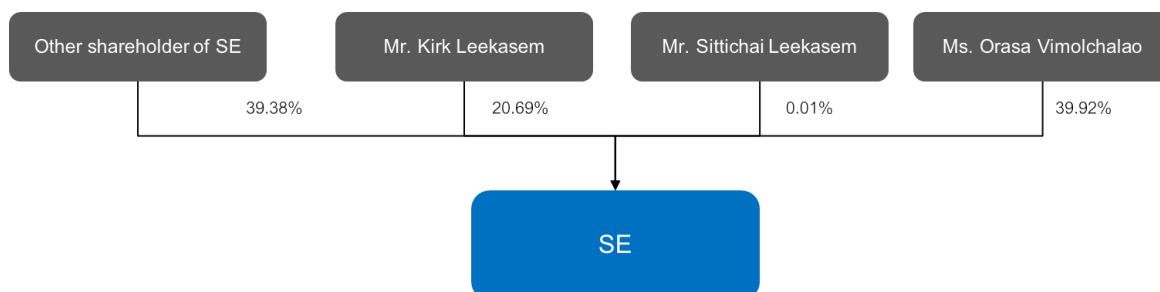 Other shareholder of SE
Mr. Kirk Leekasem
Mr. Sittichai Leekasem
Ms. Orasa Vimolchalao
39.38%
20.69%
0.01%
39.92%
SE